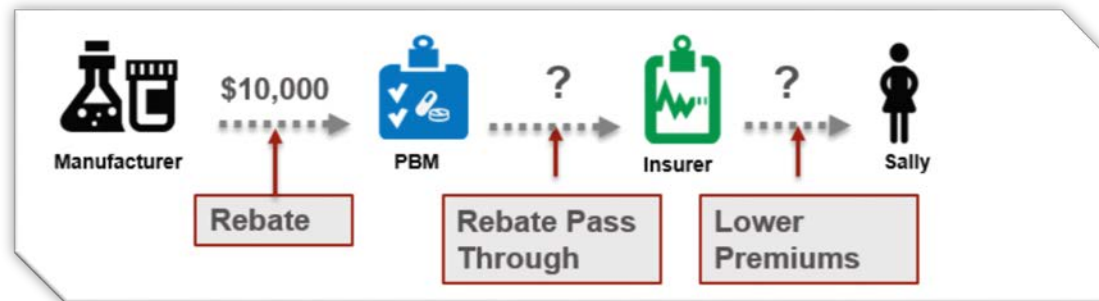 $10,000
?
?
Manufacturer
PBM
Insurer
Sally
Rebate
Rebate Pass
Through
Lower
Premiums